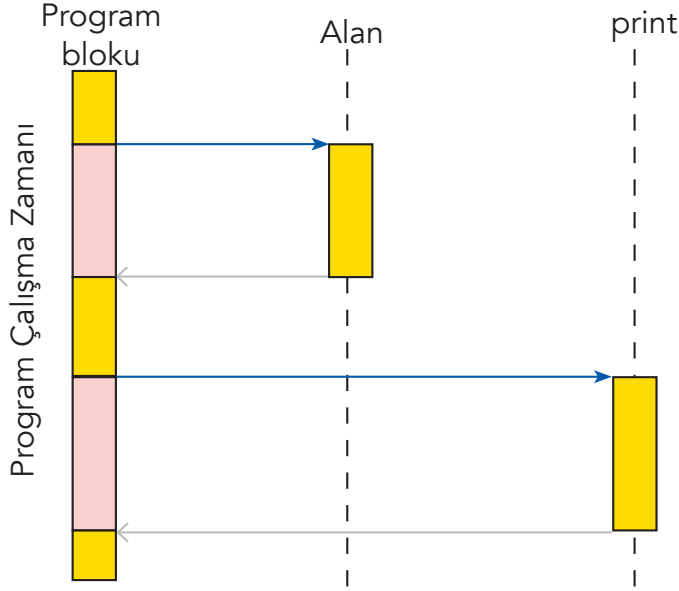 Program
bloku
Alan
print
Program Çalışma Zamanı